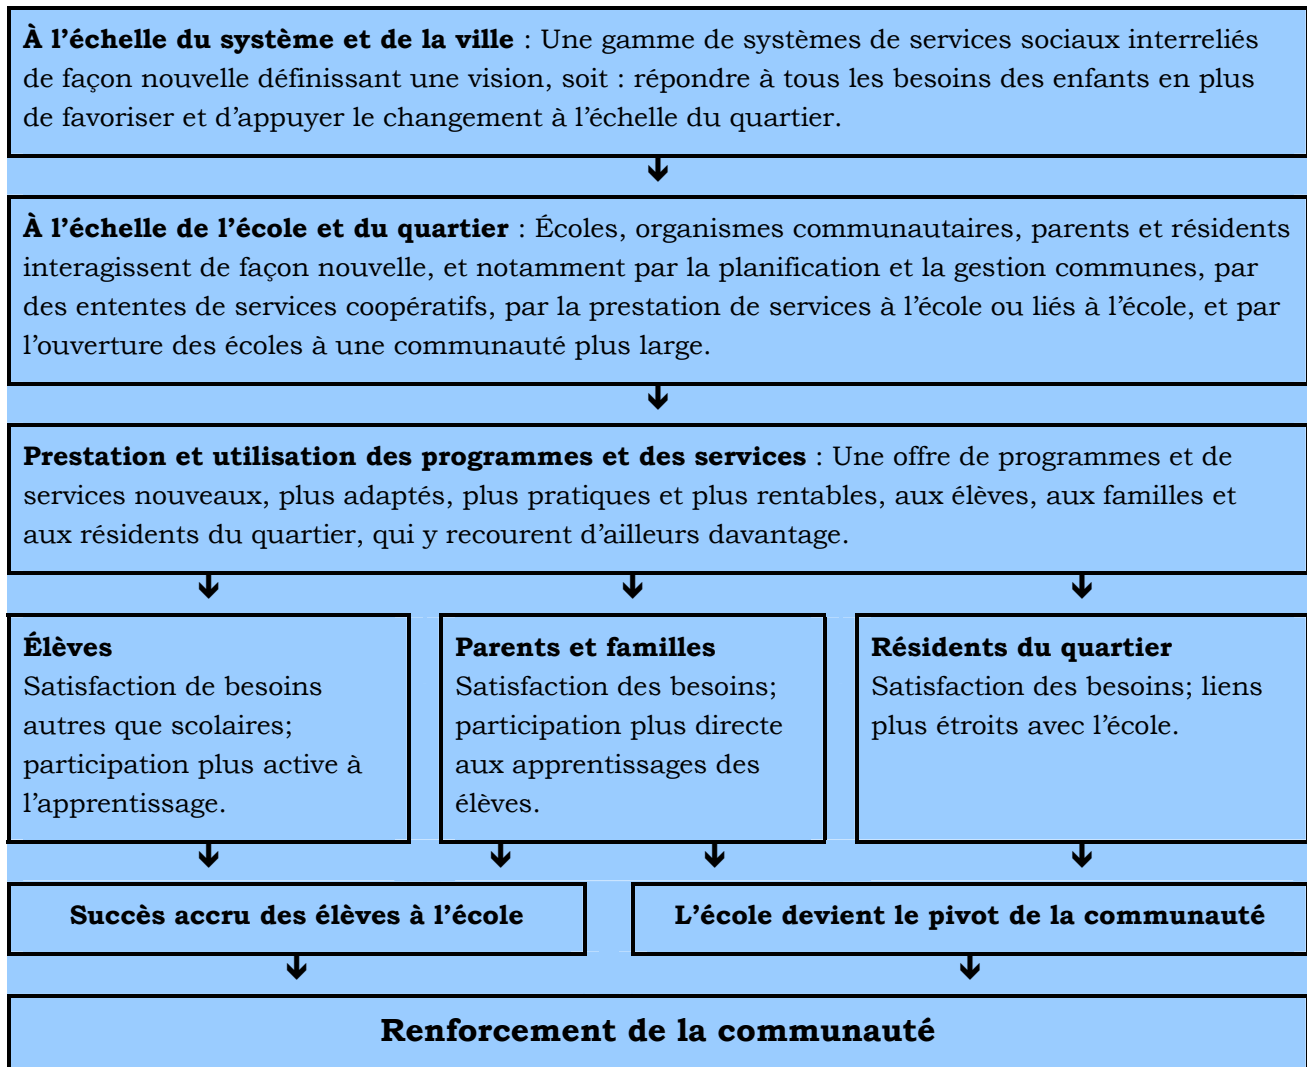 À l’échelle du système et de la ville : Une gamme de systèmes de services sociaux interreliés
de façon nouvelle définissant une vision, soit : répondre à tous les besoins des enfants en plus
de favoriser et d’appuyer le changement à l’échelle du quartier.
À l’échelle de l’école et du quartier : Écoles, organismes communautaires, parents et résidents
interagissent de façon nouvelle, et notamment par la planification et la gestion communes, par
des ententes de services coopératifs, par la prestation de services à l’école ou liés à l’école, et par
l’ouverture des écoles à une communauté plus large.
Prestation et utilisation des programmes et des services : Une offre de programmes et de
services nouveaux, plus adaptés, plus pratiques et plus rentables, aux élèves, aux familles et
aux résidents du quartier, qui y recourent d’ailleurs davantage.
Élèves
Satisfaction de besoins
autres que scolaires;
participation plus active à
l’apprentissage.
Parents et familles
Satisfaction des besoins;
participation plus directe
aux apprentissages des
élèves.
Résidents du quartier
Satisfaction des besoins; liens
plus étroits avec l’école.
Succès accru des élèves à l’école
L’école devient le pivot de la communauté
Renforcement de la communauté